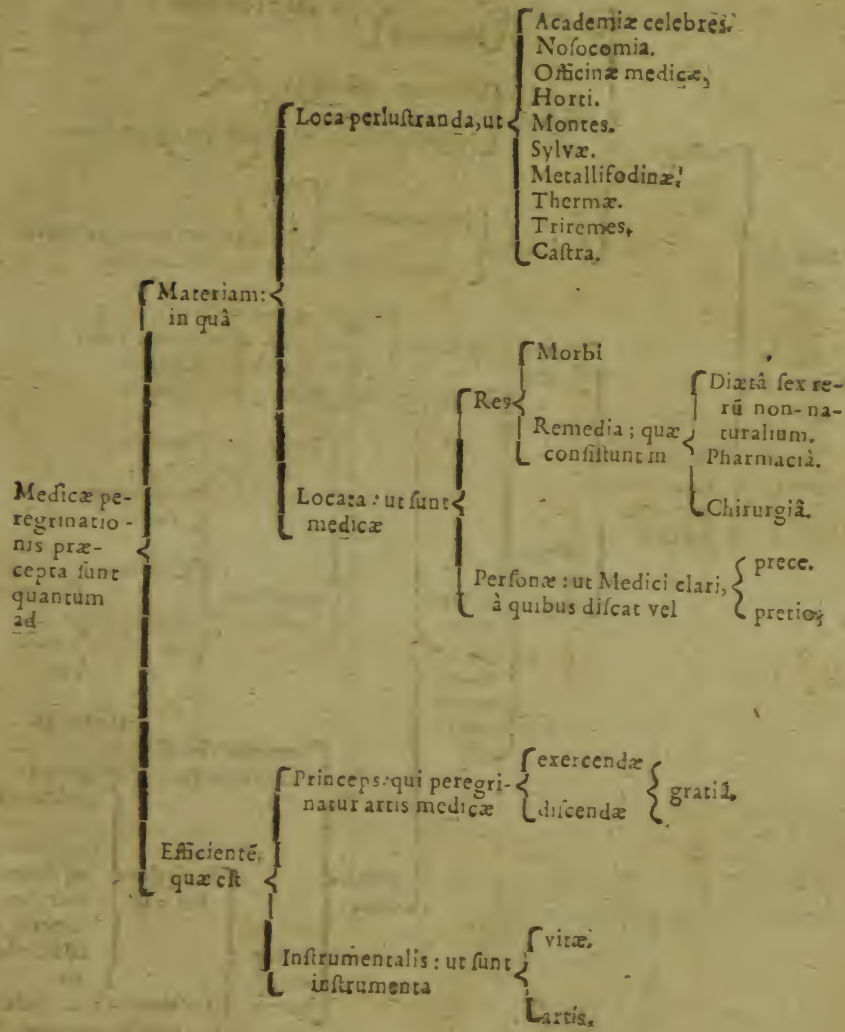 Medicæ pe-
regrinatio-
nis præ-
cepta ſunt
quantum
ad
Materiam:
in quâ
Loca perluſtranda, ut
Academiæ celebres.
Noſocomia.
Officinæ medicæ,
Horti.
Montes.
Sylvæ.
Metallifodinæ,
Thermæ.
Triremes,
Caſtra.
Locata: ut ſunt
medicæ
Res
Morbi
Remedia; quæ
conſiſtunt in
Diætâ ſex re-
rū non-na-
turalium.
Pharmaciâ.
Chirurgiâ.
Perſonæ: ut Medici clari,
à quibus diſcat vel
prece.
pretio;
Efficientē,
quæ eſt
Princeps: qui peregri-
natur artis medicæ
exercendæ
diſcendæ
gratiâ.
Inſtrumentalis: ut ſunt
inſtrumenta
vitæ.
artis,